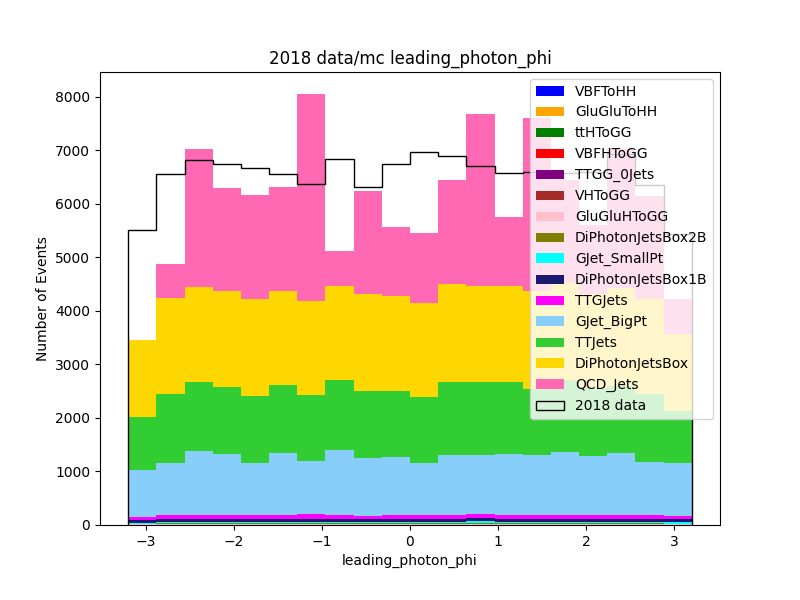 2018 data/mc leading_photon_phi
Number of Events
8000
7000
6000
5000
4000
3000
2000
1000
0
−3
−2
−1
0
1
2
3
leading_photon_phi
VBFToHH
GluGluToHH
ttHToGG
VBFHToGG
TTGG_0Jets
VHToGG
GluGluHToGG
DiPhotonJetsBox2B
GJet_SmallPt
DiPhotonJetsBox1B
TTGJets
GJet_BigPt
TTJets
DiPhotonJetsBox
QCD_Jets
2018 data